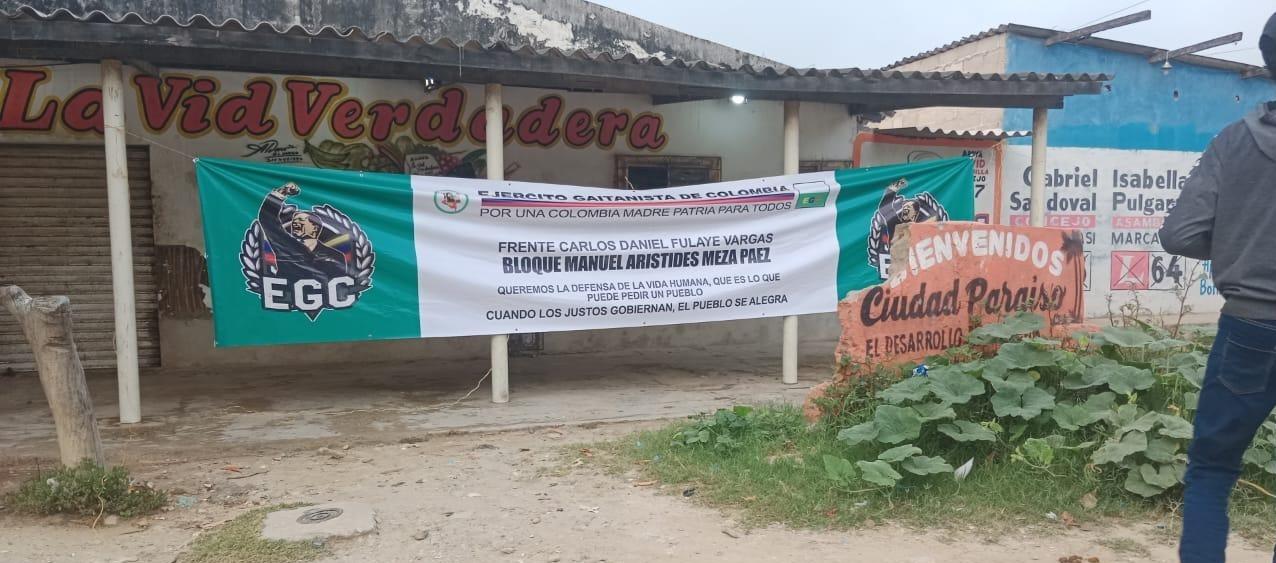 La Vid Verdadera
EJERCITO GAITANISTA DE COLOMBIA
POR UNA COLOMBIA MADRE PATRIA PARA TODOS
FRENTE CARLOS DANIEL FULAYE VARGAS
BLOQUE MANUEL ARISTIDES MEZA PAEZ
QUEREMOS LA DEFENSA DE LA VIDA HUMANA, QUE ES LO QUE
PUEDE PEDIR UN PUEBLO
CUANDO LOS JUSTOS GOBIERNAN, EL PUEBLO SE ALEGRA
EGC
BIENVENIDOS
Ciudad Paraiso
EL DESARROLLO
Gabriel
Sandoval
CONCEJO
Isabella
Pulgar
ASAMB
MARCA
64